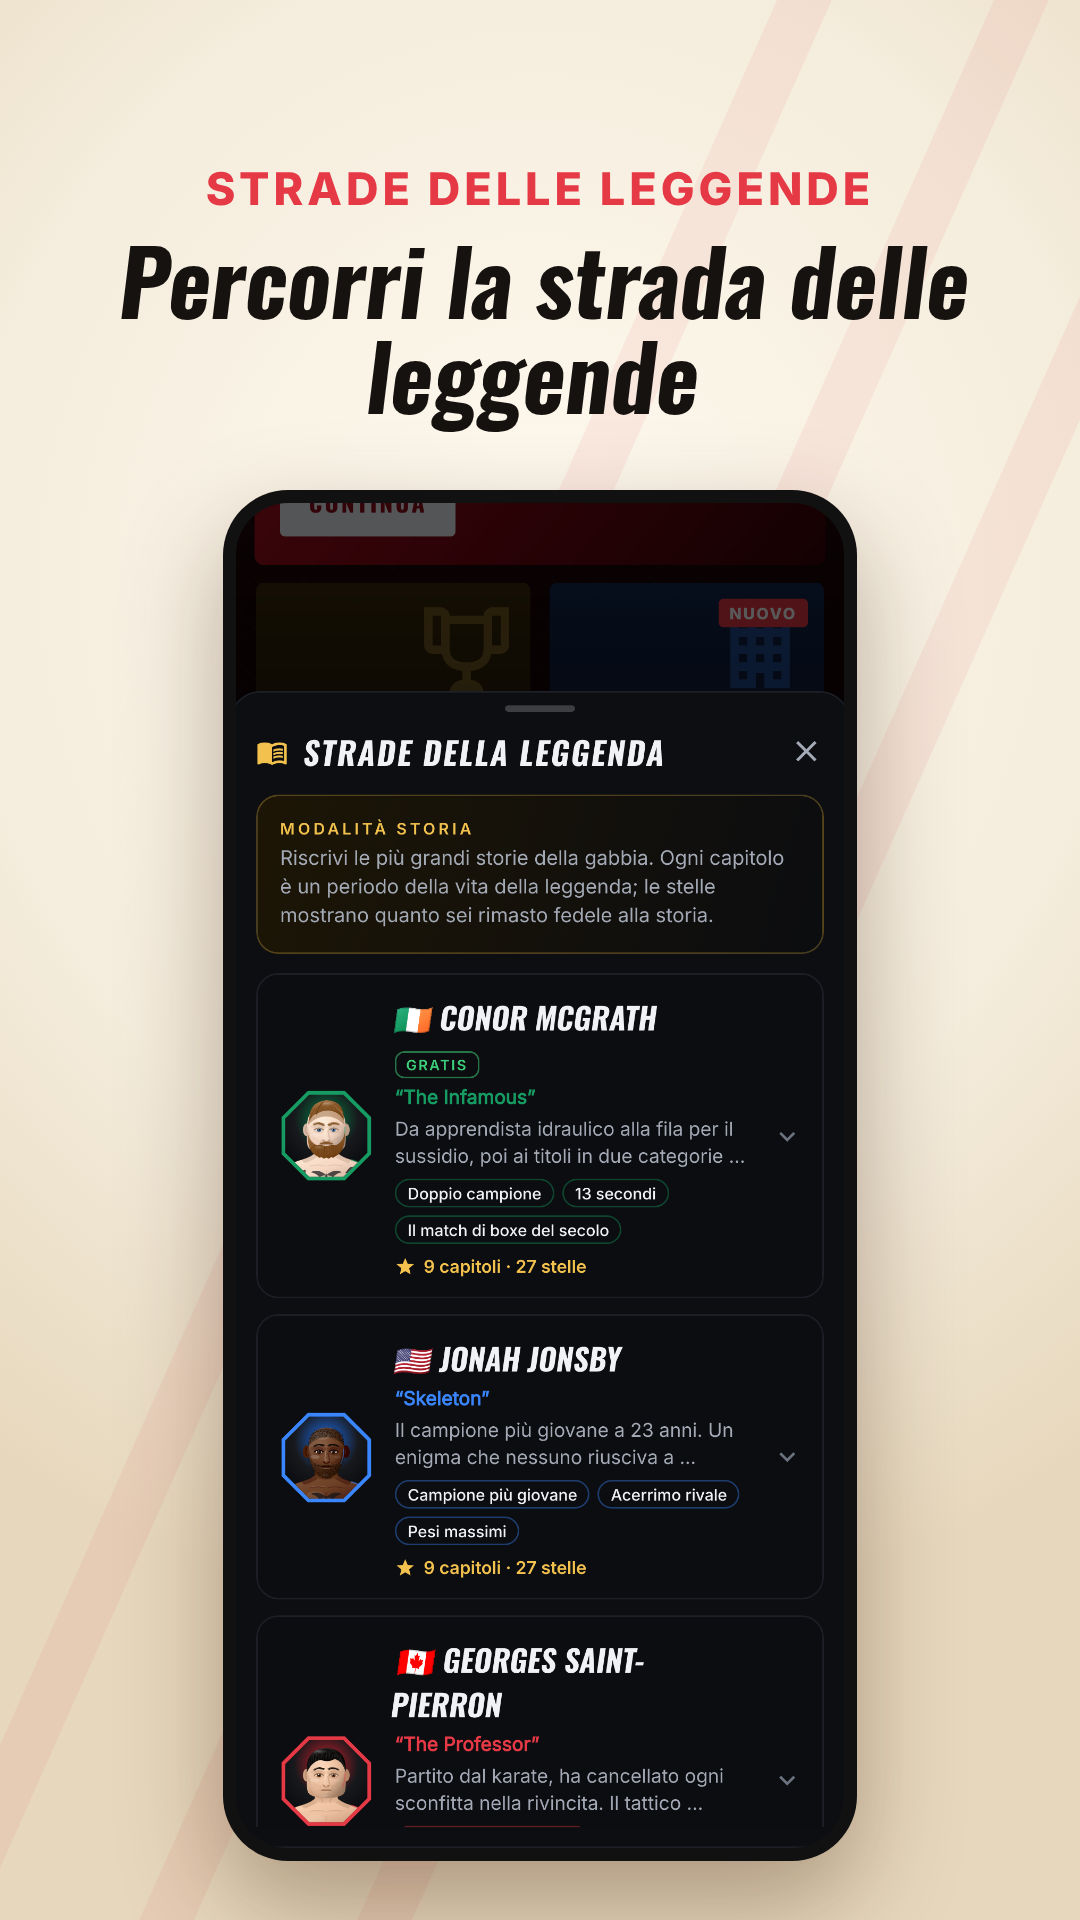 STRADE DELLE LEGGENDE
Percorri la strada delle
leggende
CONTINUA
NUOVO
STRADE DELLA LEGGENDA
MODALITÀ STORIA
Riscrivi le più grandi storie della gabbia. Ogni capitolo
è un periodo della vita della leggenda; le stelle
mostrano quanto sei rimasto fedele alla storia.
CONOR MCGRATH
GRATIS
“The Infamous”
Da apprendista idraulico alla fila per il
sussidio, poi ai titoli in due categorie ...
Doppio campione 13 secondi
Il match di boxe del secolo
9 capitoli · 27 stelle
JONAH JONSBY
“Skeleton”
Il campione più giovane a 23 anni. Un
enigma che nessuno riusciva a ...
Campione più giovane Acerrimo rivale
Pesi massimi
9 capitoli · 27 stelle
GEORGES SAINT-
PIERRON
“The Professor”
Partito dal karate, ha cancellato ogni
sconfitta nella rivincita. Il tattico ...